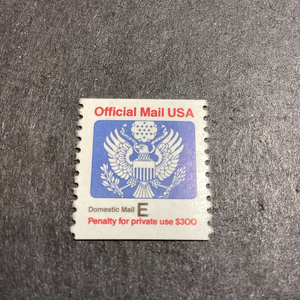 Official Mail USA
Domestic Mail E
Penalty for private use $300